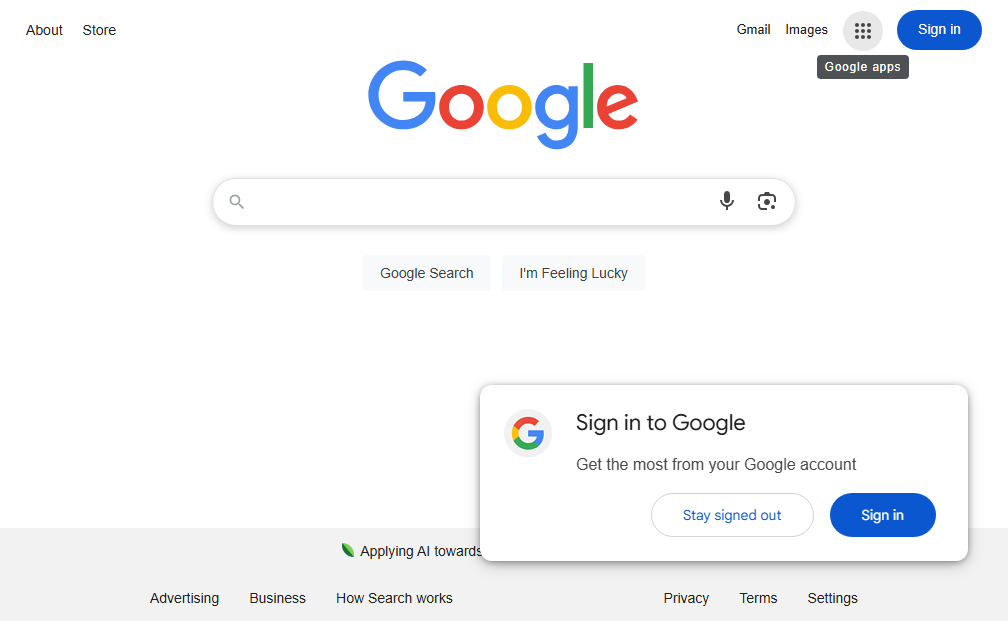 About Store
Gmail Images Sign in
Google apps
Google
Google Search I'm Feeling Lucky
Sign in to Google
Get the most from your Google account
Stay signed out Sign in
Applying AI towards
Advertising Business How Search works
Privacy Terms Settings